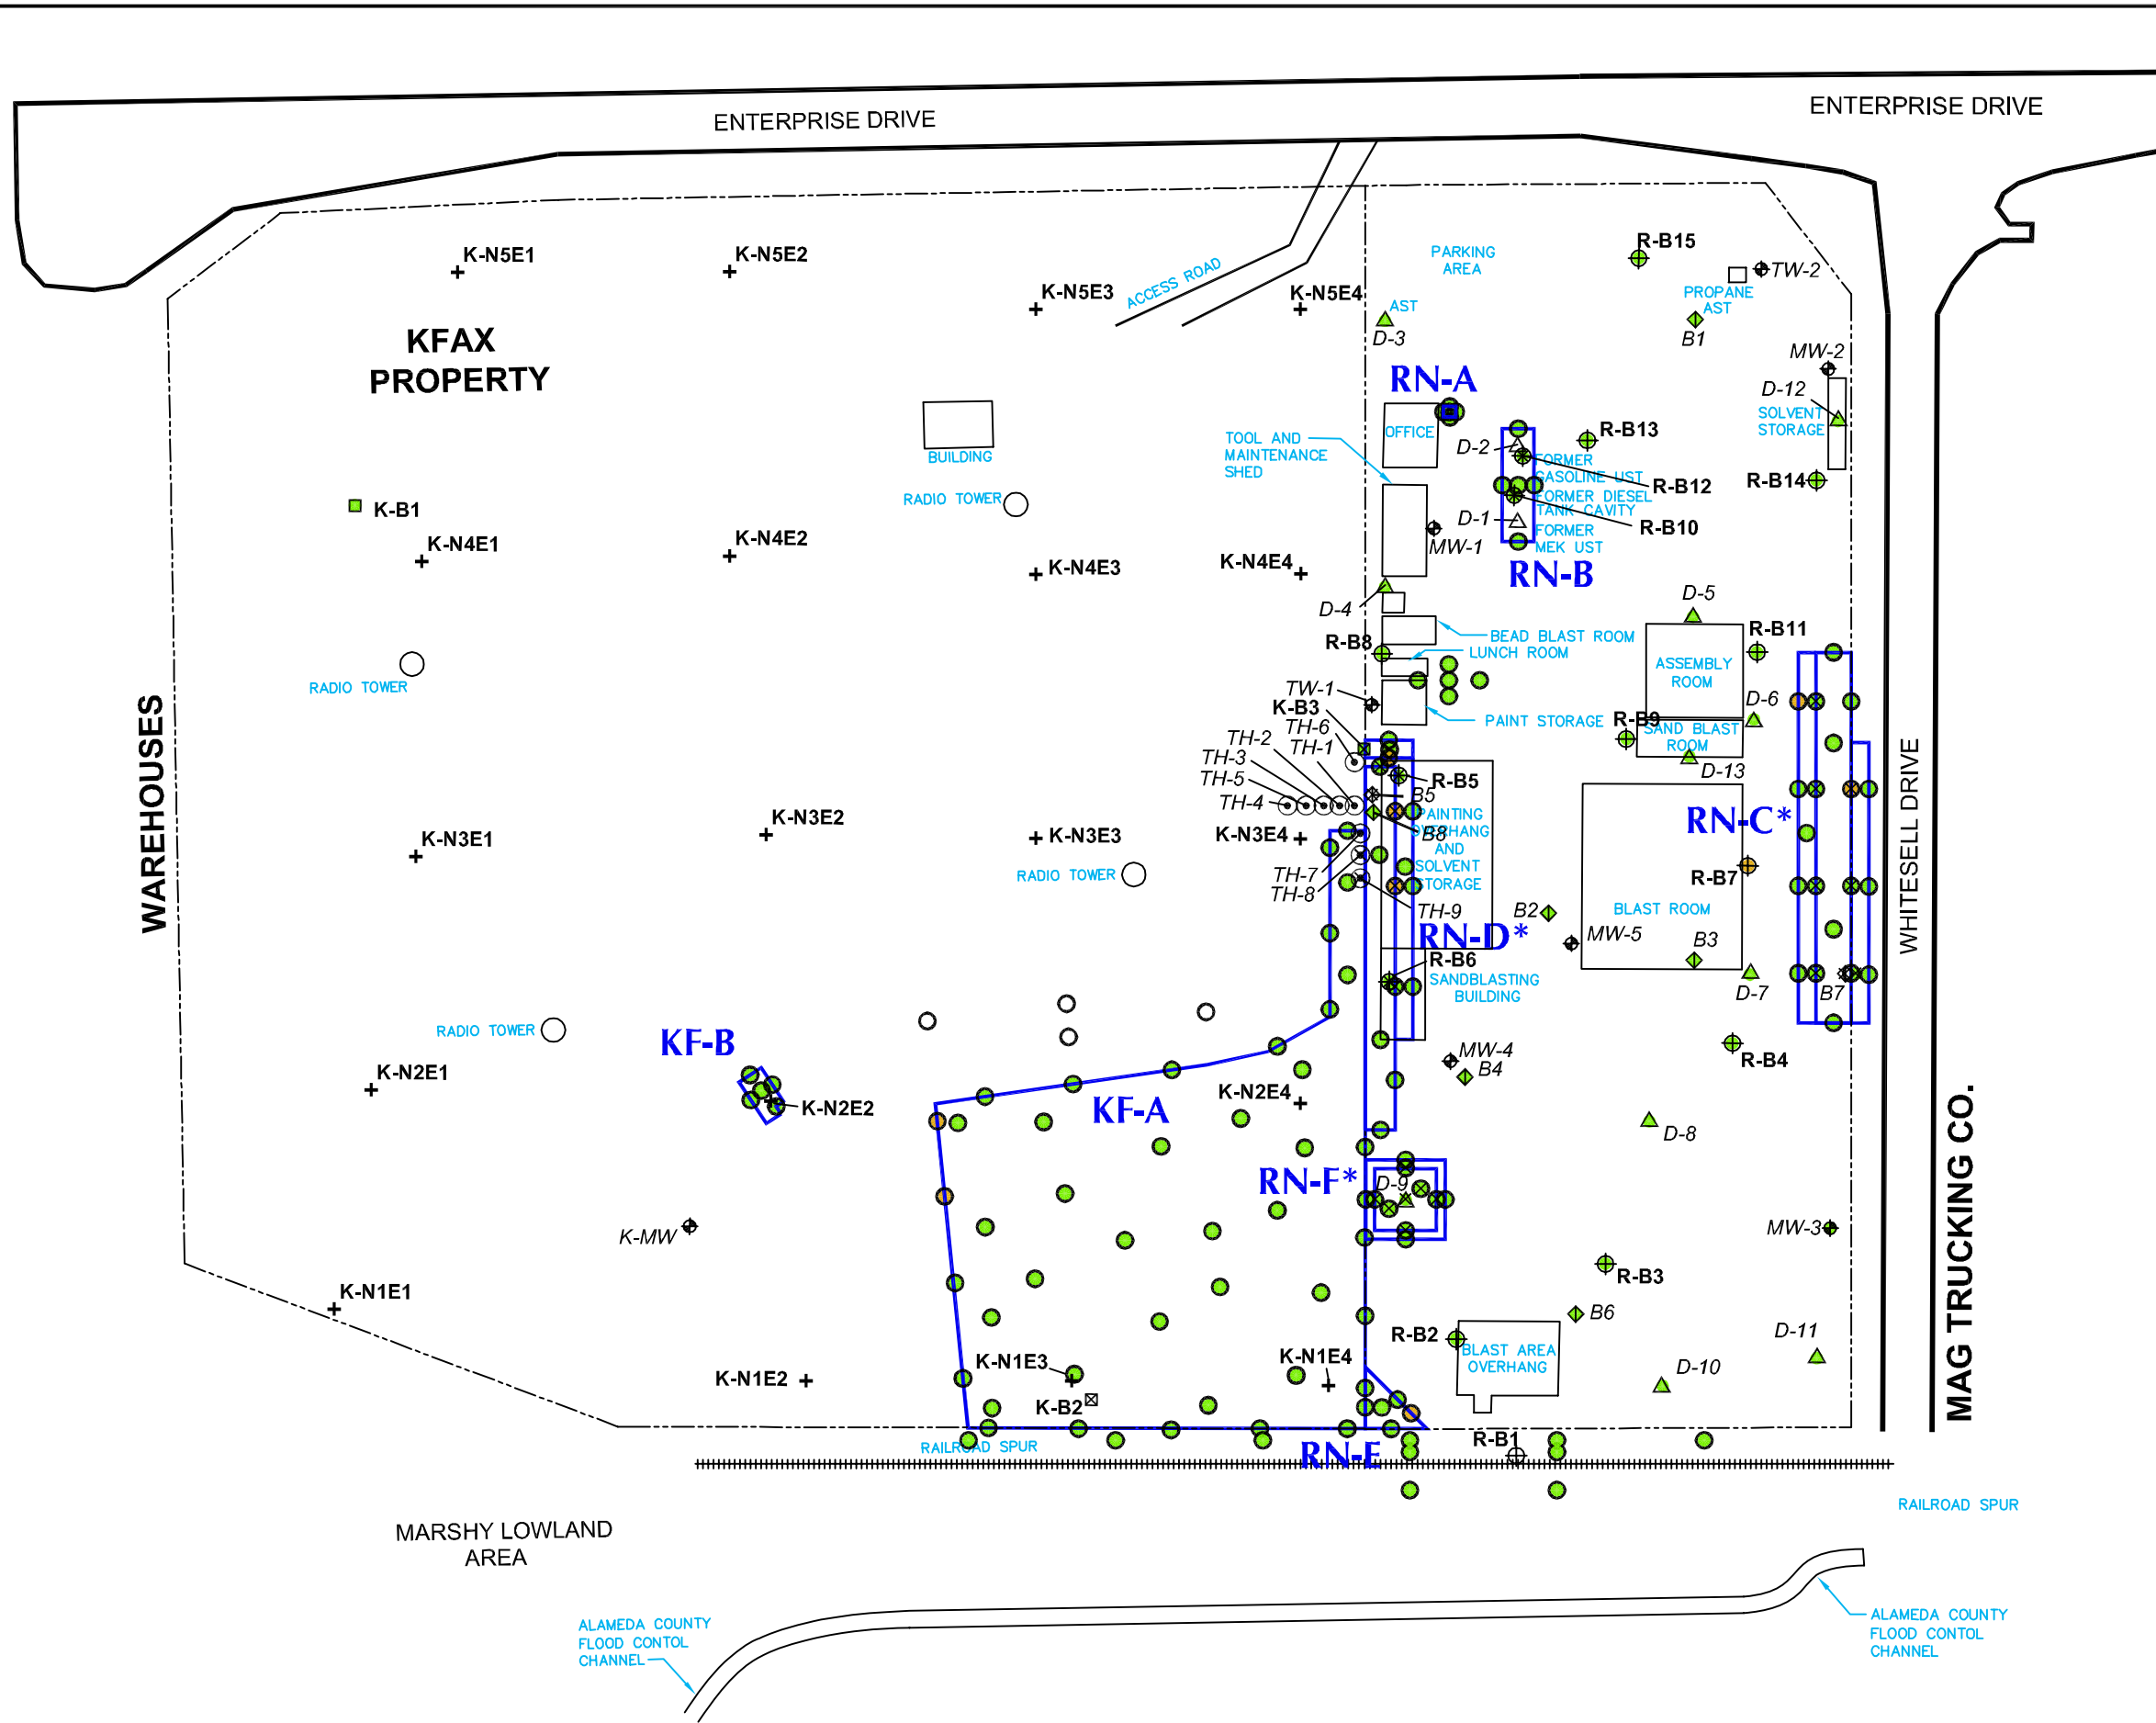 ENTERPRISE DRIVE
ENTERPRISE DRIVE
K-N5E1
K-N5E2
K-N5E3
K-N5E4
ACCESS ROAD
PARKING
AREA
R-B15
TW-2
PROPANE
AST
B1
AST
D-3
KFAX
PROPERTY
RN-A
MW-2
D-12
SOLVENT
STORAGE
OFFICE
BUILDING
TOOL AND
MAINTENANCE
SHED
D-2
R-B13
FORMER
GASOLINE UST
R-B12
FORMER DIESEL
TANK CAVITY
R-B14
D-1
FORMER
MEK UST
R-B10
RADIO TOWER
K-B1
MW-1
RN-B
K-N4E1
K-N4E2
K-N4E3
K-N4E4
D-4
D-5
BEAD BLAST ROOM
LUNCH ROOM
R-B8
R-B11
ASSEMBLY
ROOM
RADIO TOWER
TW-1
K-B3
TH-6
PAINT STORAGE
R-B9
D-6
SAND BLAST
ROOM
D-13
TH-2
TH-1
TH-3
TH-5
TH-4
R-B5
B5
PAINTING
OVERHANG
AND
SOLVENT
STORAGE
B8
RN-C*
WAREHOUSES
WHITESELL DRIVE
K-N3E1
K-N3E2
K-N3E3
K-N3E4
RADIO TOWER
TH-7
TH-8
TH-9
R-B7
BLAST ROOM
B2
RN-D*
MW-5
B3
R-B6
SANDBLASTING
BUILDING
D-7
B7
RADIO TOWER
KF-B
MW-4
B4
R-B4
K-N2E1
K-N2E2
KF-A
K-N2E4
D-8
RN-F*
D-9
K-MW
MW-3
MAG TRUCKING CO.
R-B3
K-N1E1
B6
R-B2
BLAST AREA
OVERHANG
D-11
D-10
K-N1E2
K-N1E3
K-N1E4
K-B2
RAILROAD SPUR
RN-E
R-B1
RAILROAD SPUR
MARSHY LOWLAND
AREA
ALAMEDA COUNTY
FLOOD CONTOL
CHANNEL
ALAMEDA COUNTY
FLOOD CONTOL
CHANNEL